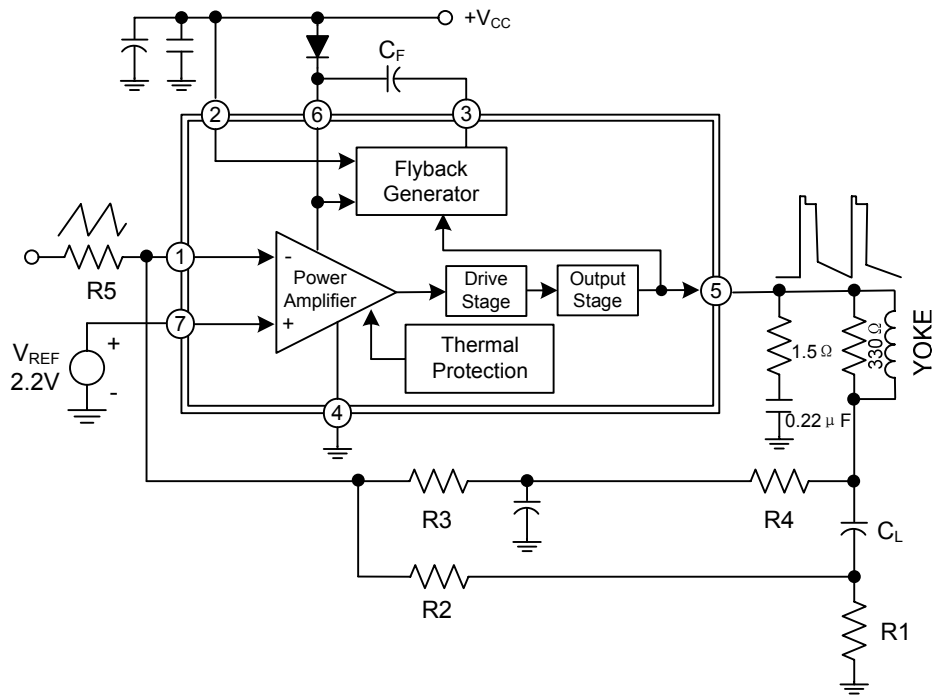 +VCC
CF
2
6
3
Flyback
Generator
1
R5
-
Power
Amplifier
Drive
Stage
Output
Stage
5
7
+
VREF
2.2V
+
-
Thermal
Protection
4
1.5 Ω
330 Ω
YOKE
0.22 μ F
R3
R4
CL
R2
R1